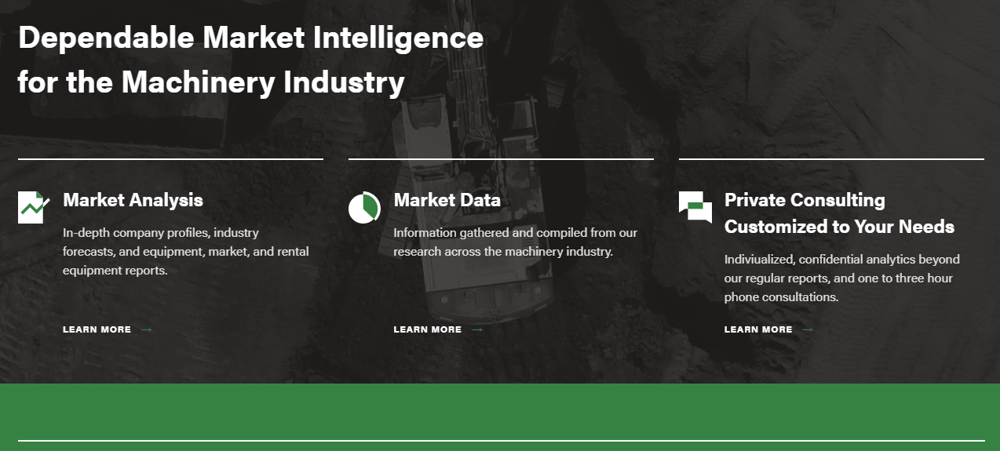 Dependable Market Intelligence
for the Machinery Industry
Market Analysis
In-depth company profiles, industry
forecasts, and equipment, market, and rental
equipment reports.
LEARN MORE →
Market Data
Information gathered and compiled from our
research across the machinery industry.
LEARN MORE →
Private Consulting
Customized to Your Needs
Indiviualized, confidential analytics beyond
our regular reports, and one to three hour
phone consultations.
LEARN MORE →